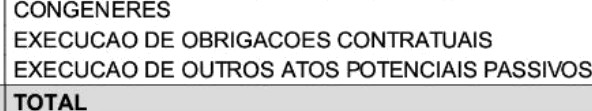 CONGENERES
EXECUCAO DE OBRIGACOES CONTRATUAIS
EXECUCAO DE OUTROS ATOS POTENCIAIS PASSIVOS
TOTAL